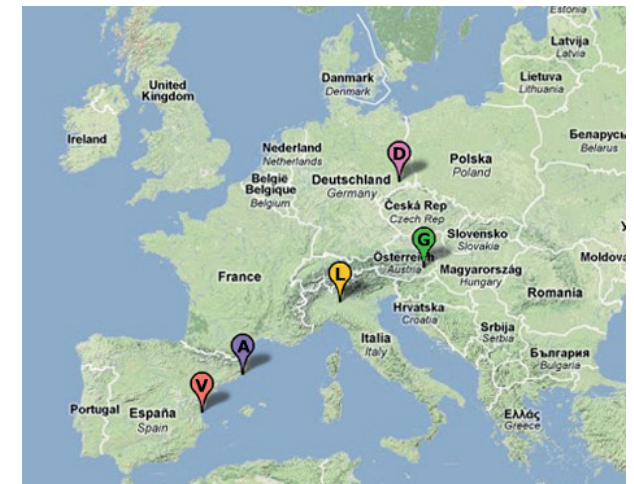 Estonia
Latvija
Latvia
Danmark
Denmark
Lietuva
Lithuania
United
Kingdom
Ireland
Беларусь
Belarus
Nederland
Netherlands
D
Polska
Poland
België
Belgique
Belgium
Deutschland
Germany
Česká Rep
Czech Rep
G
Slovensko
Slovakia
Österreich
Austria
Magyarország
Hungary
Moldova
L
France
Romania
Hrvatska
Croatia
Srbija
Serbia
Italia
Italy
A
България
Bulgaria
V
Portugal
España
Spain
Ελλάς
Greece